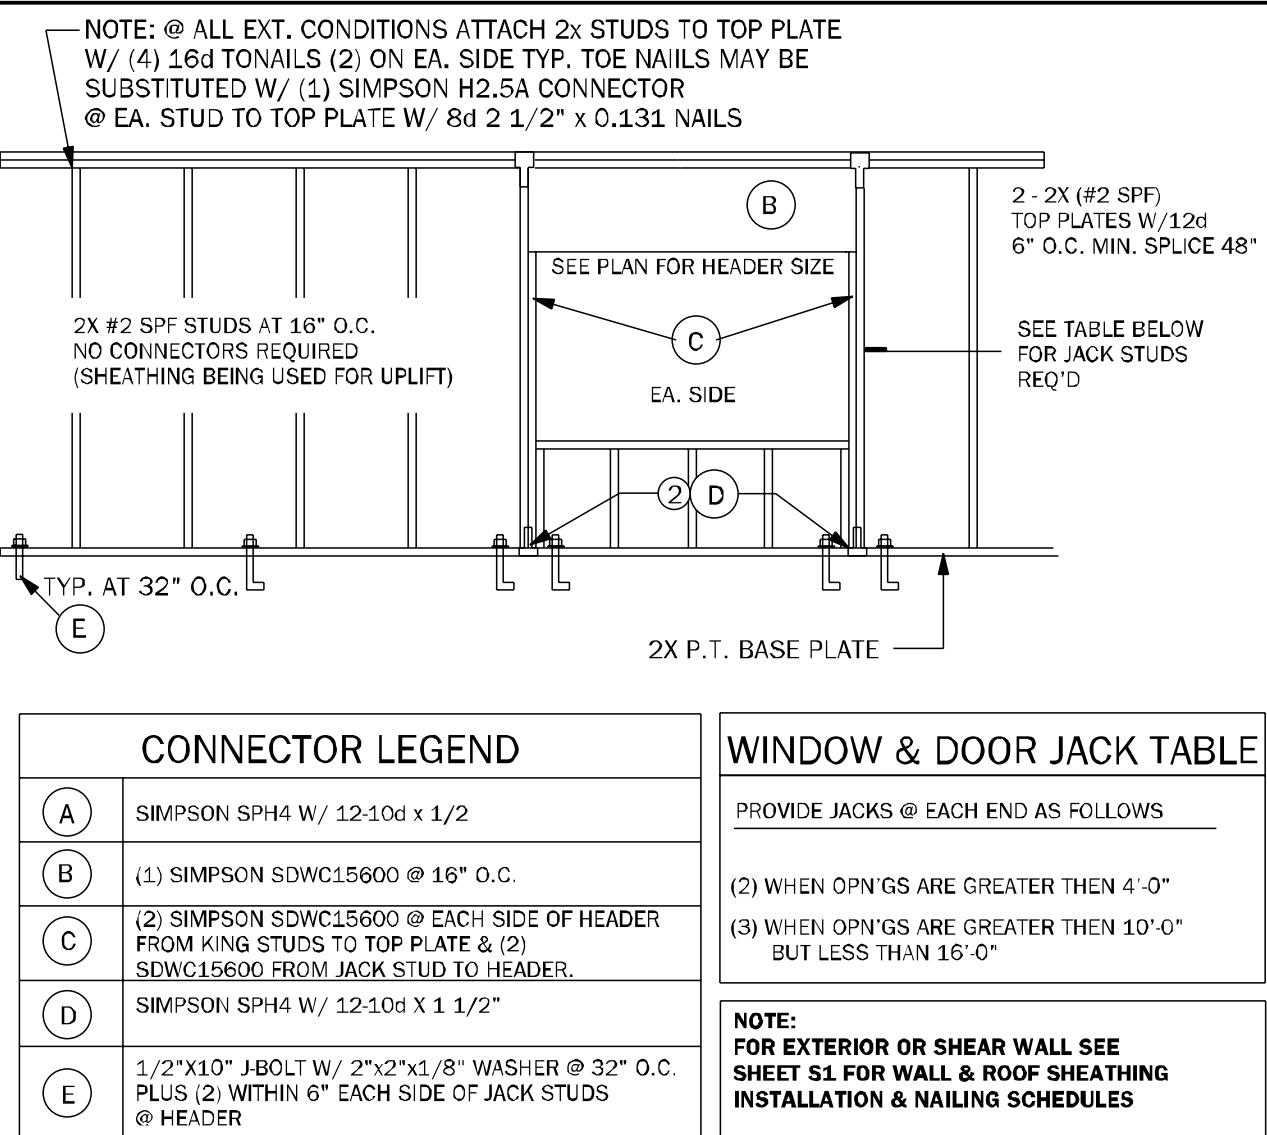 NOTE: @ ALL EXT. CONDITIONS ATTACH 2x STUDS TO TOP PLATE
W/ (4) 16d TONAILS (2) ON EA. SIDE TYP. TOE NAIILS MAY BE
SUBSTITUTED W/ (1) SIMPSON H2.5A CONNECTOR
@ EA. STUD TO TOP PLATE W/ 8d 2 1/2" x 0.131 NAILS
B
2 - 2X (#2 SPF)
TOP PLATES W/12d
6" O.C. MIN. SPLICE 48"
SEE PLAN FOR HEADER SIZE
2X #2 SPF STUDS AT 16" O.C.
NO CONNECTORS REQUIRED
(SHEATHING BEING USED FOR UPLIFT)
C
EA. SIDE
SEE TABLE BELOW
FOR JACK STUDS
REQ'D
2 D
TYP. AT 32" O.C.
E
2X P.T. BASE PLATE
CONNECTOR LEGEND
A SIMPSON SPH4 W/ 12-10d x 1/2
B (1) SIMPSON SDWC15600 @ 16" O.C.
C
(2) SIMPSON SDWC15600 @ EACH SIDE OF HEADER
FROM KING STUDS TO TOP PLATE & (2)
SDWC15600 FROM JACK STUD TO HEADER.
D SIMPSON SPH4 W/ 12-10d X 1 1/2"
E
1/2"X10" J-BOLT W/ 2"x2"x1/8" WASHER @ 32" O.C.
PLUS (2) WITHIN 6" EACH SIDE OF JACK STUDS
@ HEADER
WINDOW & DOOR JACK TABLE
PROVIDE JACKS @ EACH END AS FOLLOWS
(2) WHEN OPN'GS ARE GREATER THEN 4'-0"
(3) WHEN OPN'GS ARE GREATER THEN 10'-0"
BUT LESS THAN 16'-0"
NOTE:
FOR EXTERIOR OR SHEAR WALL SEE
SHEET S1 FOR WALL & ROOF SHEATHING
INSTALLATION & NAILING SCHEDULES